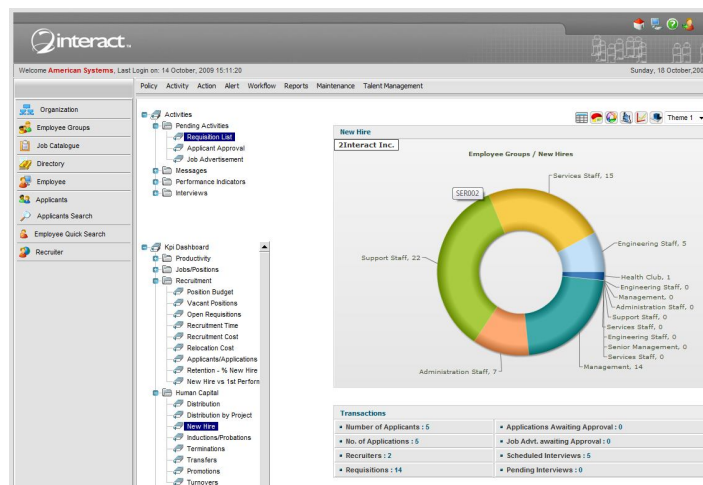 2interact™
Welcome American Systems, Last Login on: 14 October, 2009 15:11:20
Sunday, 18 October,200
Policy Activity Action Alert Workflow Reports Maintenance Talent Management
Organization
Employee Groups
Job Catalogue
Directory
Employee
Applicants
Applicants Search
Employee Quick Search
Recruiter
Activities
Pending Activities
Requisition List
Applicant Approval
Job Advertisement
Messages
Performance Indicators
Interviews
Kpi Dashboard
Productivity
Jobs/Positions
Recruitment
Position Budget
Vacant Positions
Open Requisitions
Recruitment Time
Recruitment Cost
Relocation Cost
Applicants/Applications
Retention - % New Hire
New Hire vs 1st Perform
Human Capital
Distribution
Distribution by Project
New Hire
Inductions/Probations
Terminations
Transfers
Promotions
Turnovers
Theme 1
New Hire
2Interact Inc.
Employee Groups / New Hires
Services Staff, 15
SER002
Support Staff, 22
Engineering Staff, 5
Health Club, 1
Engineering Staff, 0
Management, 0
Administration Staff, 0
Support Staff, 0
Services Staff, 0
Engineering Staff, 0
Senior Management, 0
Services Staff, 0
Management, 14
Administration Staff, 7
Transactions
Number of Applicants : 5
Applications Awaiting Approval : 0
No. of Applications : 5
Job Advt. awaiting Approval : 0
Recruiters : 2
Scheduled Interviews : 5
Requisitions : 14
Pending Interviews : 0